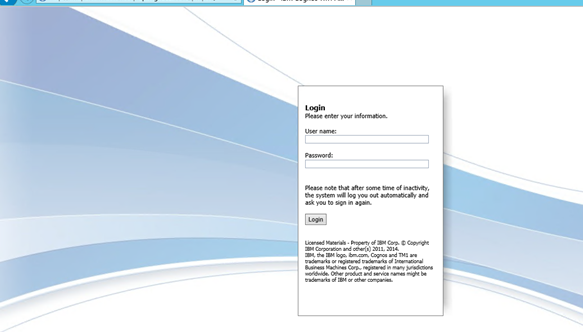 Login
Please enter your information.
User name:
Password:
Please note that after some time of inactivity,
the system will log you out automatically and
ask you to sign in again.
Login
Licensed Materials - Property of IBM Corp. © Copyright
IBM Corporation and other(s) 2011, 2014.
IBM, the IBM logo, ibm.com, Cognos and TM1 are
trademarks or registered trademarks of International
Business Machines Corp., registered in many jurisdictions
worldwide. Other product and service names might be
trademarks of IBM or other companies.